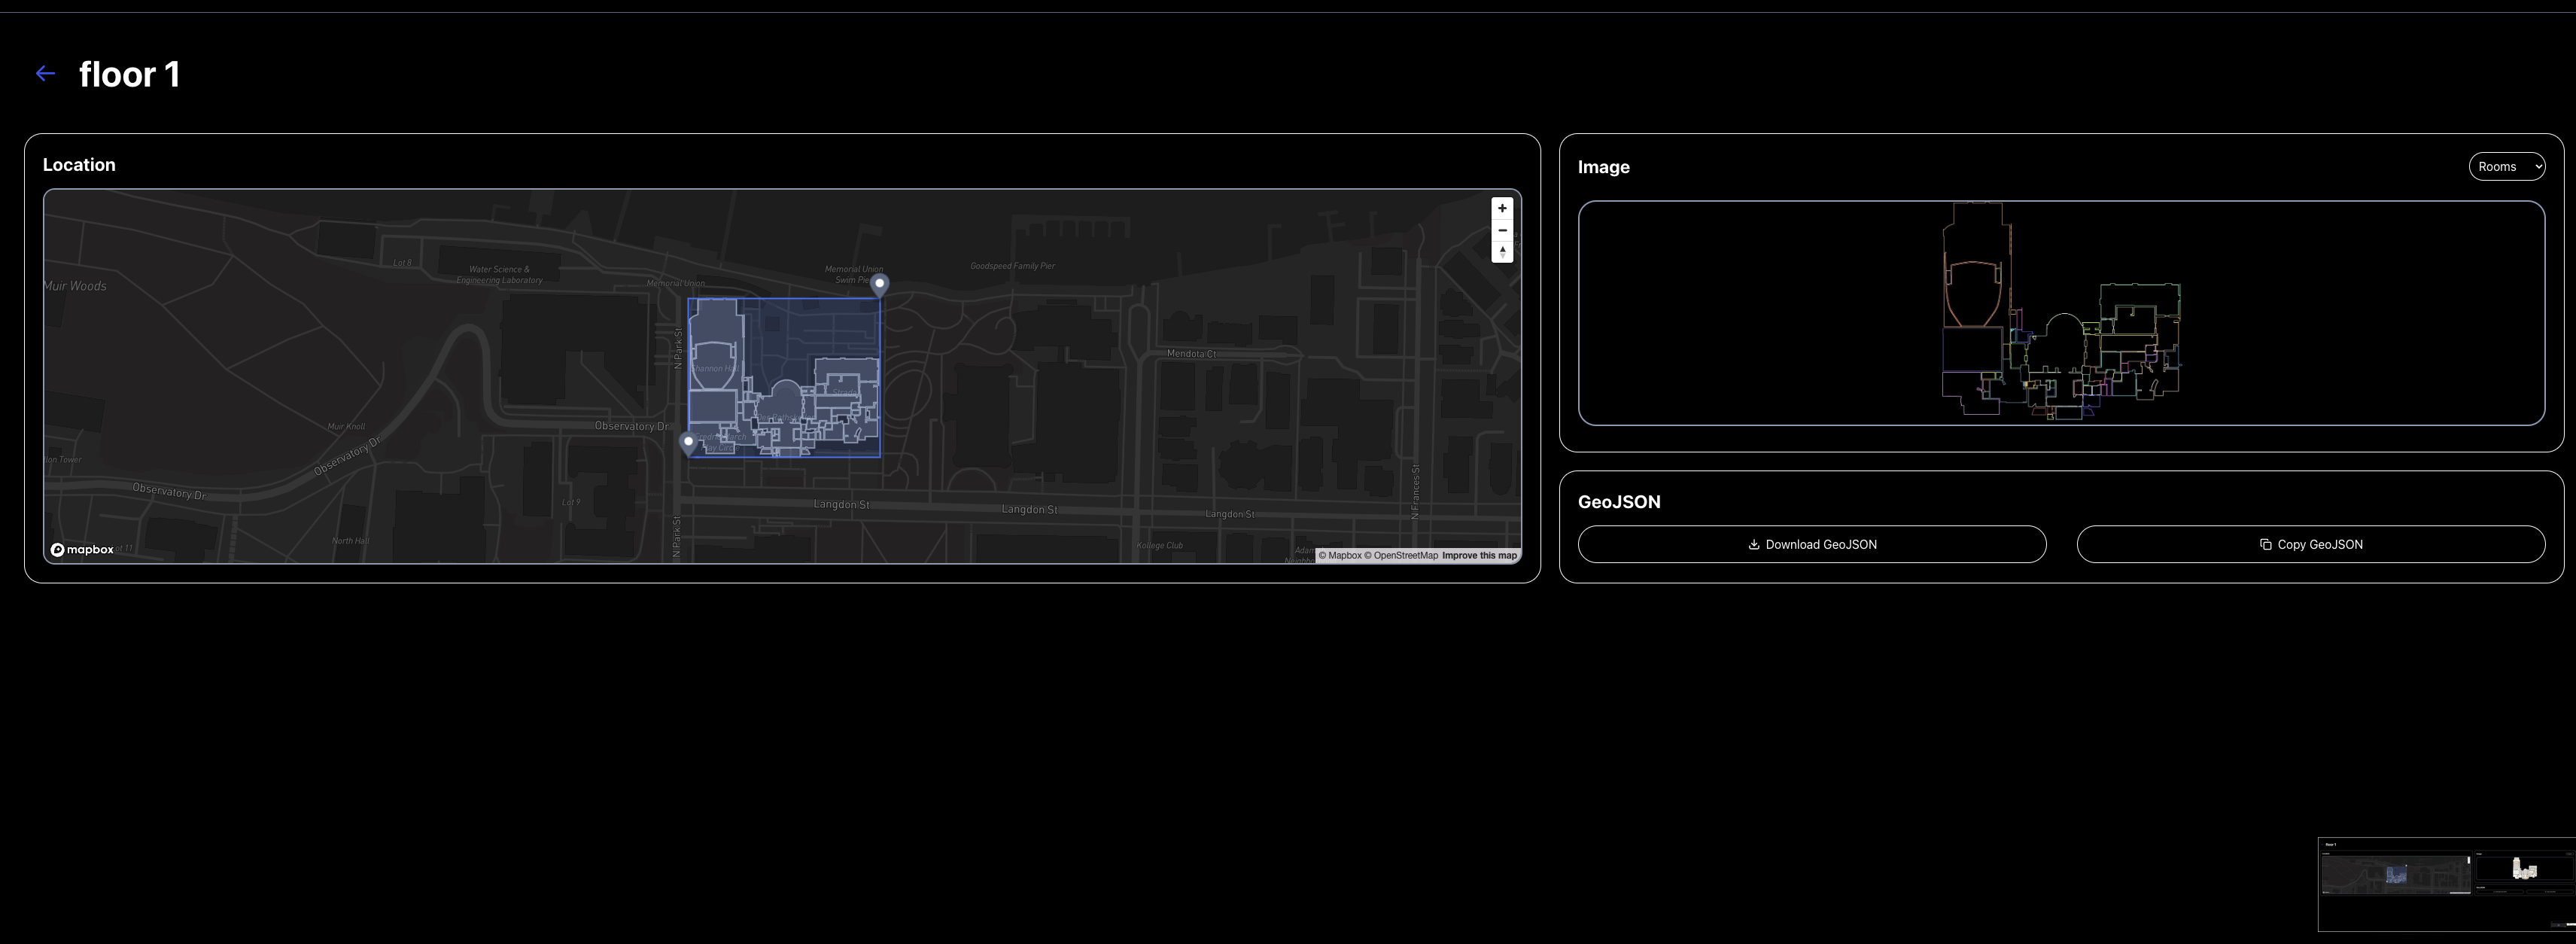 floor 1
Location
Image
Rooms
Muir Woods
Lot 8
Water Science &
Engineering Laboratory
Memorial Union
Memorial Union
Goodspeed Family Pier
N Park St
Shannon Hall
Mendota Ct
Muir Knoll
Observatory Dr
Observatory Dr
Observatory Dr
Lot 9
Langdon St
Langdon St
Langdon St
N Frances St
N Park St
North Hall
Kollege Club
mapbox
© Mapbox © OpenStreetMap Improve this map
GeoJSON
Download GeoJSON
Copy GeoJSON